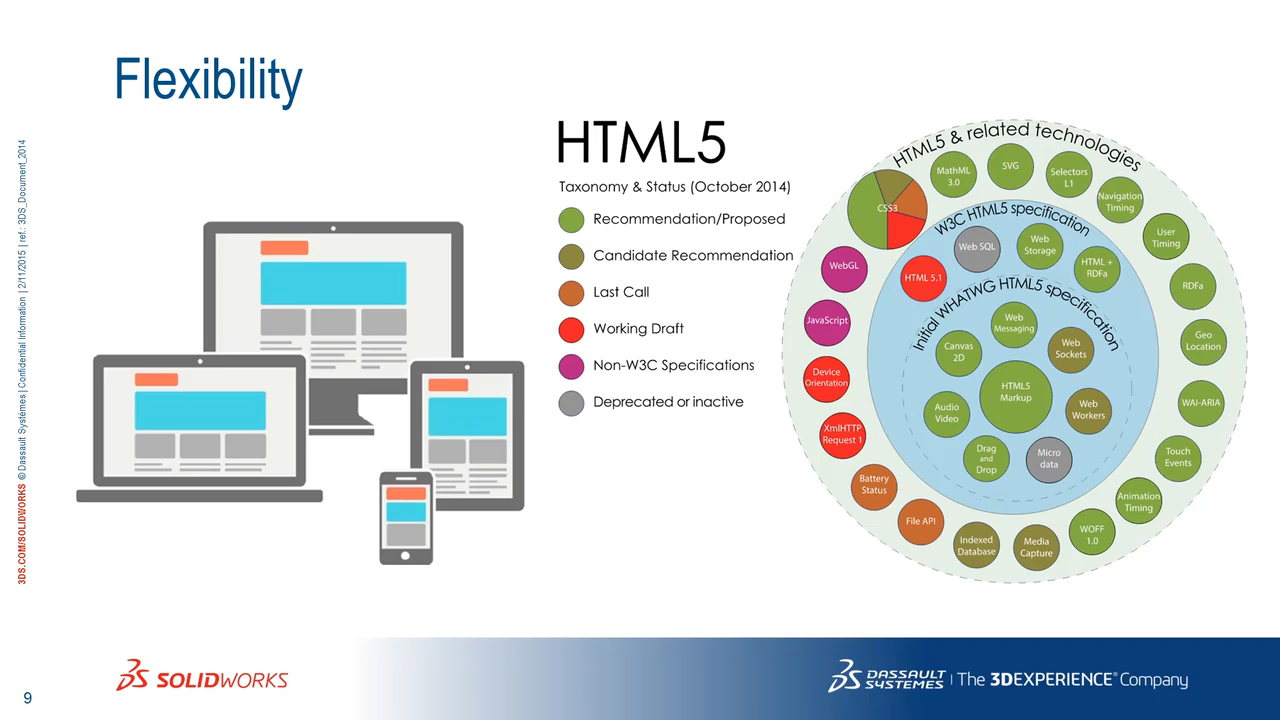 Flexibility
3DS.COM/SOLIDWORKS © Dassault Systèmes | Confidential Information | 2/11/2015 | ref.: 3DS_Document_2014
HTML5
Taxonomy & Status (October 2014)
Recommendation/Proposed
Candidate Recommendation
Last Call
Working Draft
Non-W3C Specifications
Deprecated or inactive
HTML5 & related technologies
CSS3
MathML
3.0
SVG
Selectors
L1
Navigation
Timing
User
Timing
RDFa
Geo
Location
WAI-ARIA
Touch
Events
Animation
Timing
WOFF
1.0
Media
Capture
Indexed
Database
File API
Battery
Status
XmlHTTP
Request 1
Device
Orientation
JavaScript
WebGL
W3C HTML5 specification
HTML 5.1
Web SQL
Web
Storage
HTML +
RDFa
Initial WHATWG HTML5 specification
Web
Messaging
Web
Sockets
Web
Workers
Micro
data
Drag
and
Drop
Audio
Video
Canvas
2D
HTML5
Markup
SOLIDWORKS
DASSAULT
SYSTEMES
| The 3DEXPERIENCE® Company
9